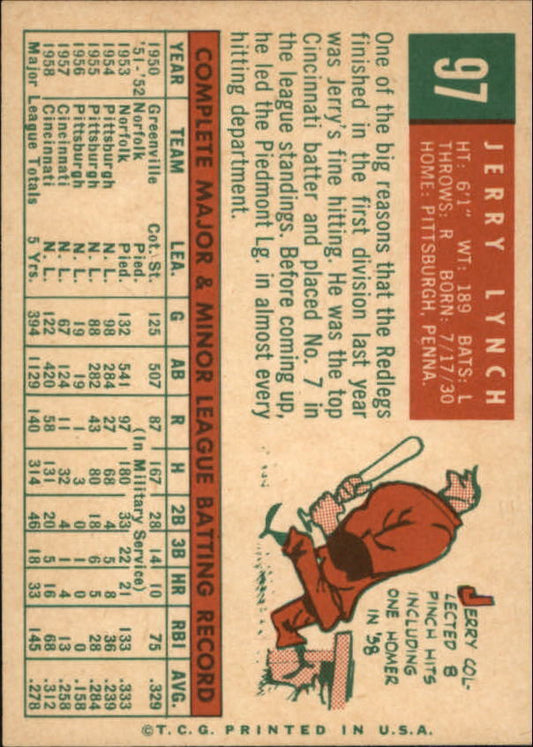 97
JERRY LYNCH
HT: 6'1" WT: 189 BATS: L
THROWS: R BORN: 7/17/30
HOME: PITTSBURGH, PENNA.
One of the big reasons that the Redlegs
finished in the first division last year
was Jerry's fine hitting. He was the top
Cincinnati batter and placed No. 7 in
the league standings. Before coming up,
he led the Piedmont Lg. in almost every
hitting department.
JERRY COL-
LECTED 8
PINCH HITS
INCLUDING
ONE HOMER
IN '58.
COMPLETE MAJOR & MINOR LEAGUE BATTING RECORD
YEAR TEAM LEA. G AB R H 2B 3B HR RBI AVG.
1950 Greenville Cot. St. 125 507 87 167 28 14 10 75 .329
'51-'52 Norfolk Pied. (In Military Service)
1953 Norfolk Pied. 132 541 97 180 33 22 21 133 .333
1954 Pittsburgh N. L. 98 284 27 68 4 5 8 36 .239
1955 Pittsburgh N. L. 88 282 43 80 18 6 5 28 .284
1956 Pittsburgh N. L. 19 19 1 3 0 1 0 0 .158
1957 Cincinnati N. L. 67 124 11 32 4 1 4 13 .258
1958 Cincinnati N. L. 122 420 58 131 20 5 16 68 .312
Major League Totals 5 Yrs. 394 1129 140 314 46 18 33 145 .278
© T.C.G. PRINTED IN U.S.A.